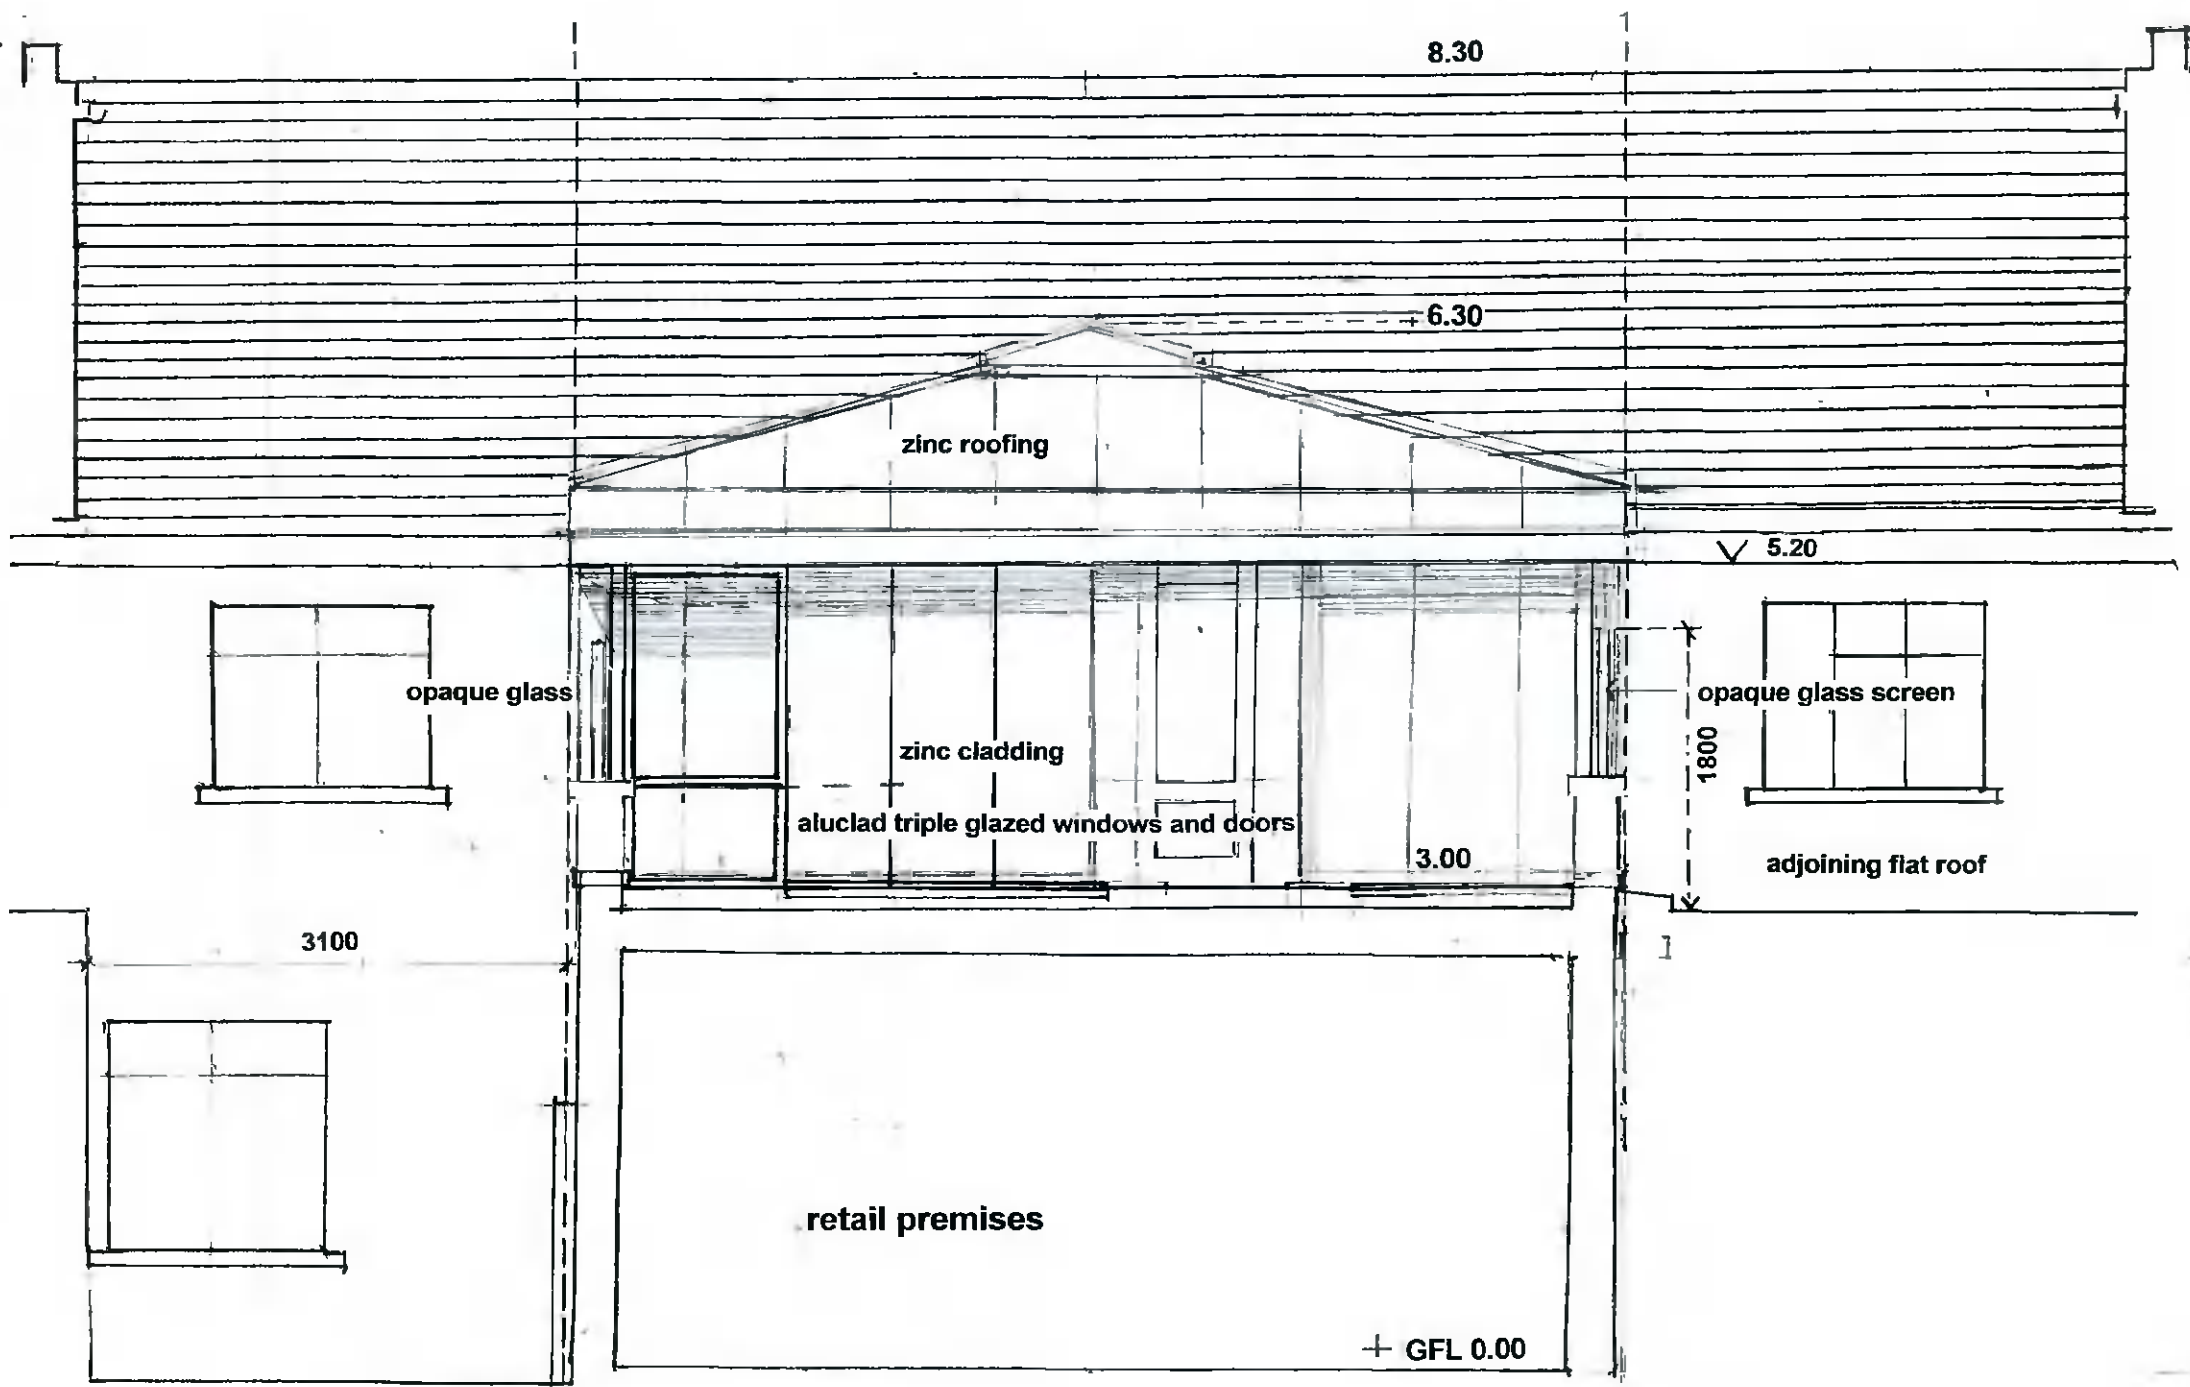 8.30
6.30
zinc roofing
5.20
opaque glass
opaque glass screen
1800
zinc cladding
aluclad triple glazed windows and doors
3.00
adjoining flat roof
3100
retail premises
GFL 0.00